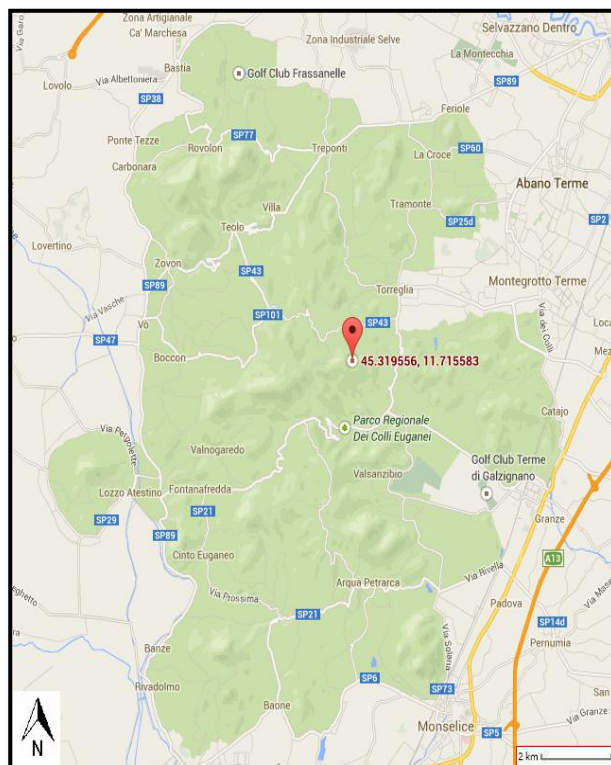 Zona Artigianale
Ca' Marchesa
Selvazzano Dentro
Zona Industriale Selve
La Montecchia
Via Albettoniera
Bastia
Golf Club Frassanelle
SP89
Lovolo
SP38
Feriole
Ponte Tezze
SP77
Rovolon
Treponti
La Croce
SP60
Carbonara
Abano Terme
Villa
Tramonte
SP25d
SP2
Teolo
Lovertino
Zovon
SP43
Montegrotto Terme
SP89
Torreglia
Via Vasche
Vò
SP101
SP43
Via dei Colli
SP47
Boccon
45.319556, 11.715583
Catajo
Parco Regionale
Dei Colli Euganei
Via Pergolette
Valnogaredo
Golf Club Terme
di Galzignano
Valsanzibio
Lozzo Atestino
Fontanafredda
SP21
SP29
SP89
Granze
Cinto Euganeo
A13
Via Rivella
Arquà Petrarca
Padova
SP21
SP14d
Pernumia
Banze
Via Solana
SP6
SP73
Rivadolmo
Baone
Via Granze
Monselice
SP5
N
2 km